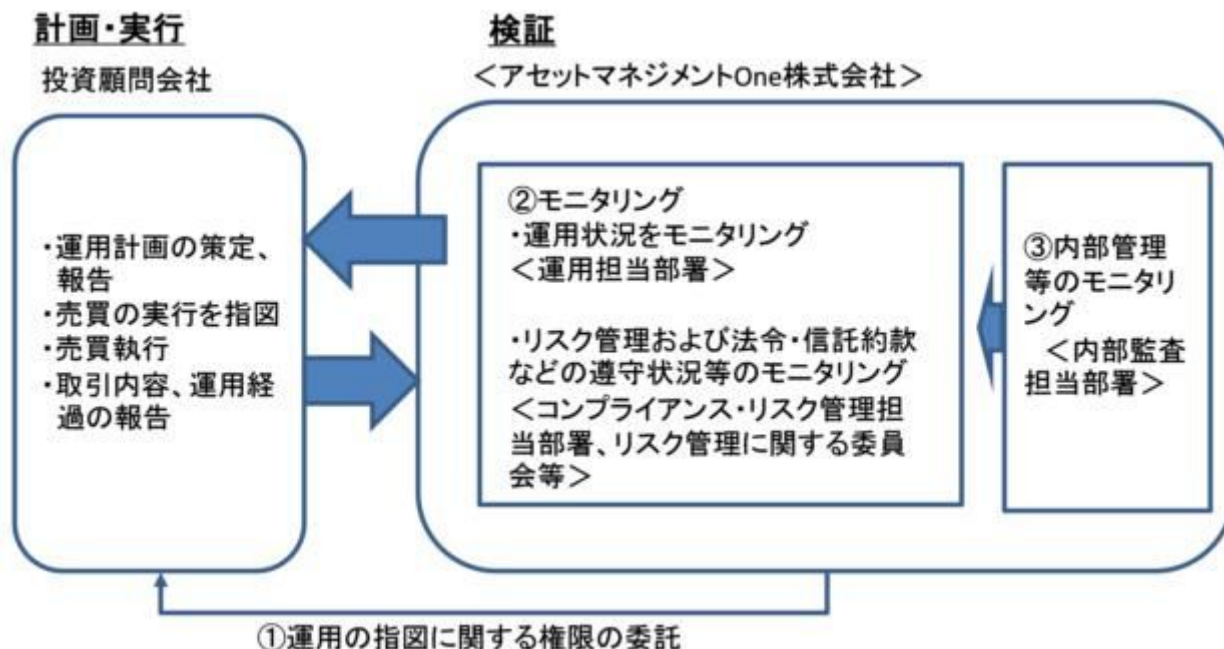 計画・実行
投資顧問会社
・運用計画の策定、
報告
・売買の実行を指図
・売買執行
・取引内容、運用経
過の報告
検証
＜アセットマネジメントOne株式会社＞
②モニタリング
・運用状況をモニタリング
＜運用担当部署＞
・リスク管理および法令・信託約款
などの遵守状況等のモニタリング
＜コンプライアンス・リスク管理担
当部署、リスク管理に関する委員
会等＞
③内部管理
等のモニタリ
ング
＜内部監査
担当部署＞
①運用の指図に関する権限の委託